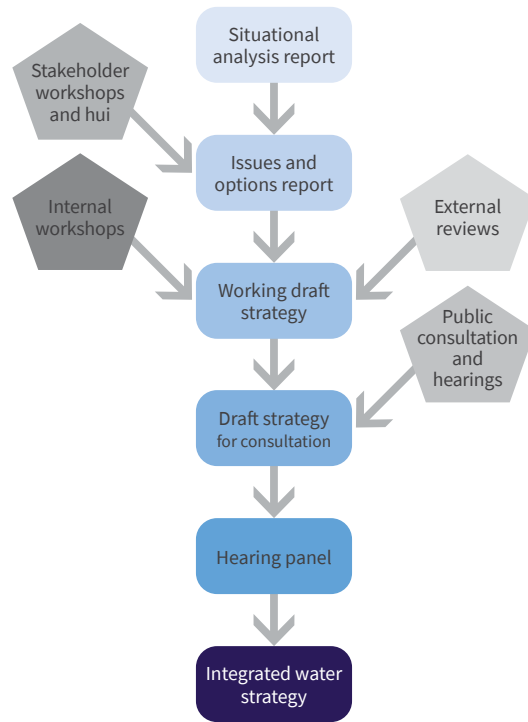 Situational
analysis report
Stakeholder
workshops
and hui
Issues and
options report
Internal
workshops
External
reviews
Working draft
strategy
Public
consultation
and
hearings
Draft strategy
for consultation
Hearing panel
Integrated water
strategy